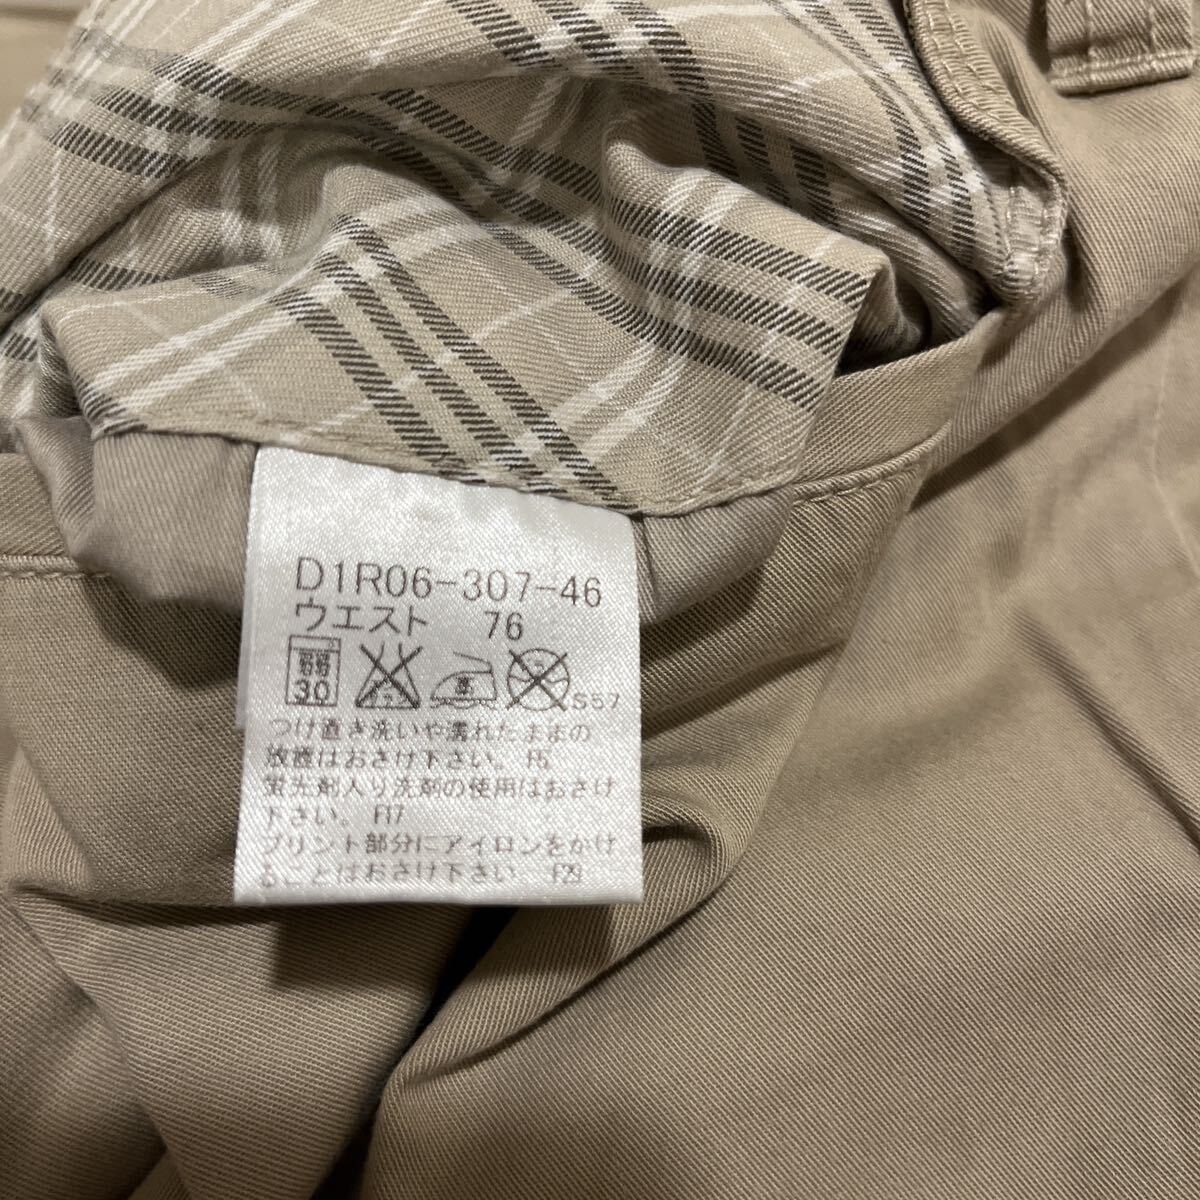 D1R06-307-46
ウエスト 76
弱 30 中 S57
つけ置き洗いや濡れたままの
放置はおさけ下さい。F5
蛍光剤入り洗剤の使用はおさけ
下さい。F17
プリント部分にアイロンをかけ
ることはおさけ下さい。F29